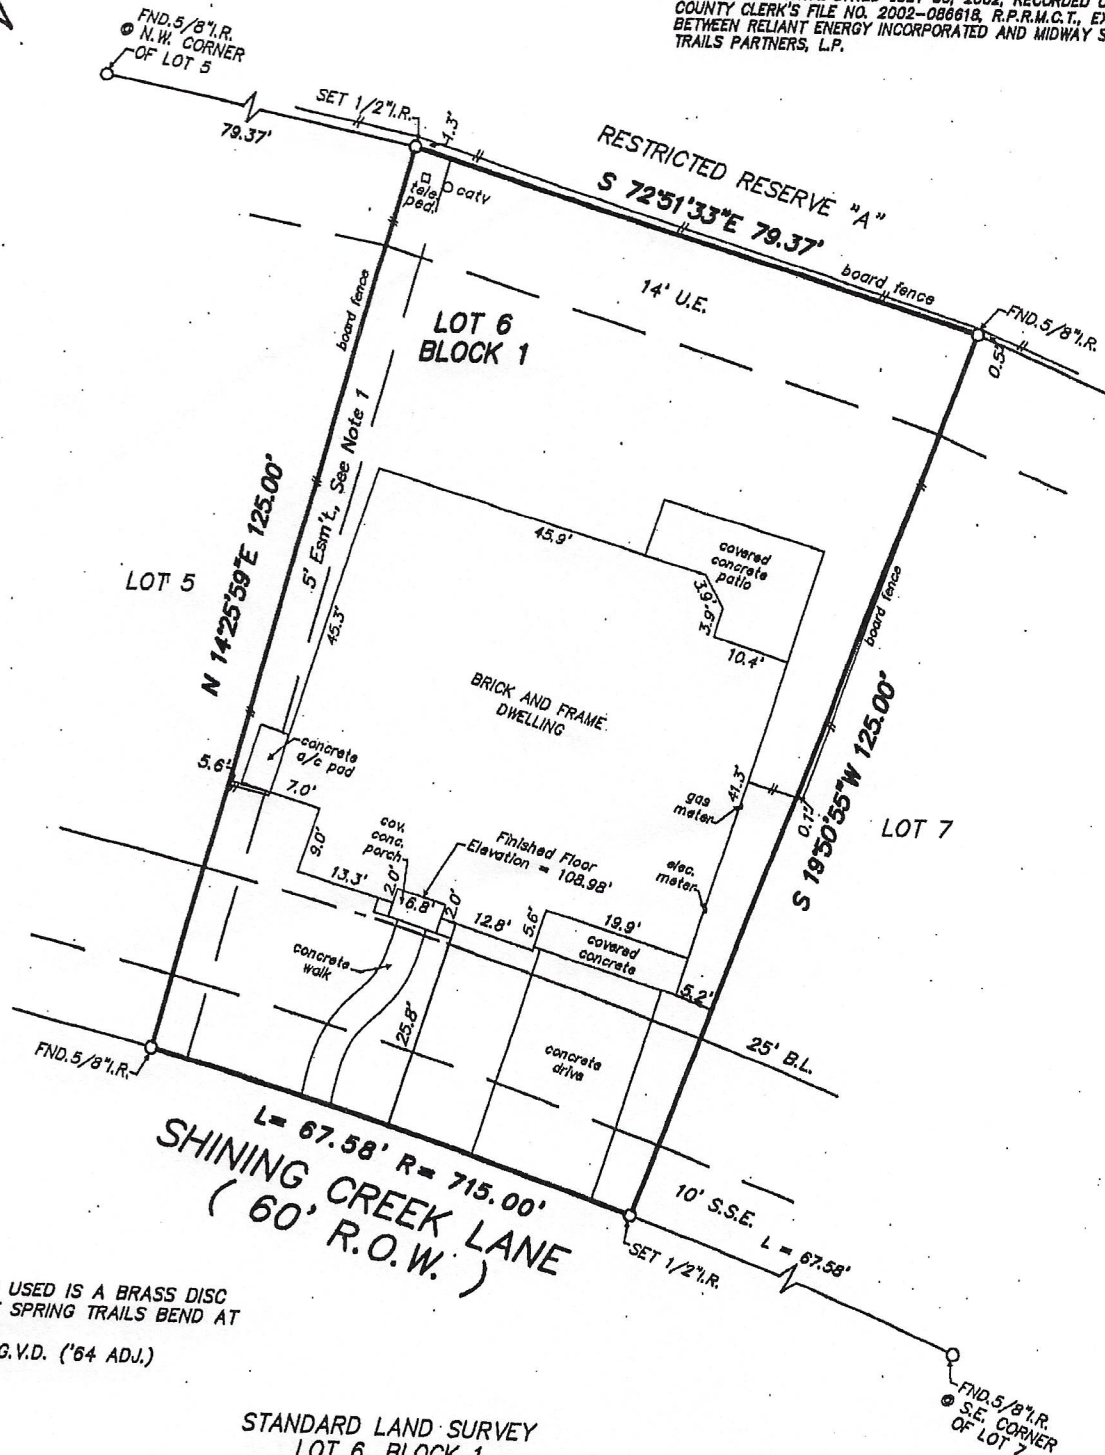 COUNTY CLERK'S FILE NO. 2002-086618, R.P.R.M.C.T.,
BETWEEN RELIANT ENERGY INCORPORATED AND MIDWAY S
TRAILS PARTNERS, L.P.
FND.5/8"I.R.
@ N.W. CORNER
OF LOT 5
79.37'
SET 1/2"I.R.
RESTRICTED RESERVE "A"
S 72°51'33"E 79.37'
tele.
ped.
catv
14' U.E.
board fence
FND.5/8"I.R.
0.5'
board fence
LOT 6
BLOCK 1
5' Esm't, See Note 1
N 14°25'59"E 125.00'
LOT 5
45.9'
covered
concrete
patio
3.9'
3.9'
10.4'
45.3'
board fence
BRICK AND FRAME
DWELLING
S 19°50'55"W 125.00'
concrete
a/c pad
5.6'
7.0'
9.0'
41.3'
gas
meter
0.1'
LOT 7
cov.
conc.
porch
Finished Floor
Elevation = 108.98'
elec.
meter
13.3'
2.0'
6.8'
2.0'
12.8'
5.6'
19.9'
covered
concrete
5.2'
concrete
walk
25.8'
concrete
drive
25' B.L.
FND.5/8"I.R.
L= 67.58' R= 715.00'
SHINING CREEK LANE
( 60' R.O.W. )
10' S.S.E.
L = 67.58'
SET 1/2"I.R.
USED IS A BRASS DISC
SPRING TRAILS BEND AT
G.V.D. ('64 ADJ.)
FND.5/8"I.R.
@ S.E. CORNER
OF LOT 7
STANDARD LAND SURVEY
LOT 6, BLOCK 1